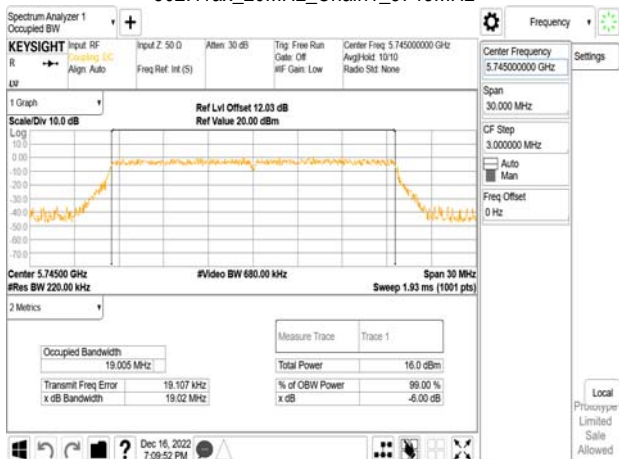 Spectrum Analyzer 1
Occupied BW
Frequency
KEYSIGHT
Input: RF
Coupling: DC
Align: Auto
Input Z: 50 Ω
Freq Ref: Int (S)
Atten: 30 dB
Trig: Free Run
Gate: Off
#IF Gain: Low
Center Freq: 5.745000000 GHz
Avg|Hold: 10/10
Radio Std: None
R
LXI
Center Frequency
5.745000000 GHz
Settings
Span
30.000 MHz
CF Step
3.000000 MHz
Auto
Man
Freq Offset
0 Hz
1 Graph
Scale/Div 10.0 dB
Ref Lvl Offset 12.03 dB
Ref Value 20.00 dBm
Log
10.0
0.00
-10.0
-20.0
-30.0
-40.0
-50.0
-60.0
-70.0
Center 5.74500 GHz
#Res BW 220.00 kHz
#Video BW 680.00 kHz
Span 30 MHz
Sweep 1.93 ms (1001 pts)
2 Metrics
Measure Trace
Trace 1
Occupied Bandwidth
19.005 MHz
Total Power
16.0 dBm
Transmit Freq Error
19.107 kHz
% of OBW Power
99.00 %
x dB Bandwidth
19.02 MHz
x dB
-6.00 dB
Local
Prototype
Limited
Sale
Allowed
Dec 16, 2022
7:09:52 PM